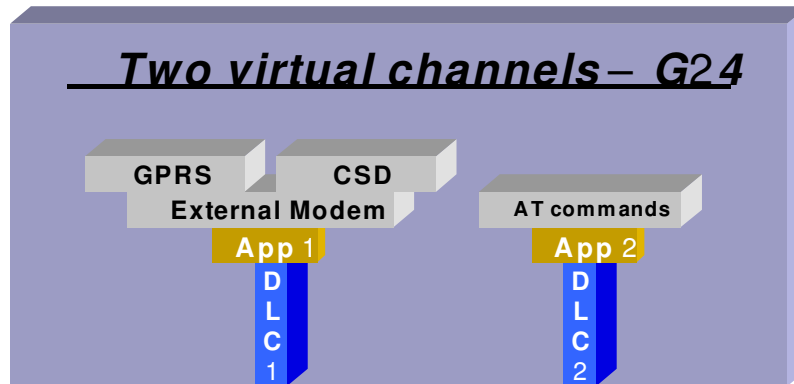 Two virtual channels – G24
GPRS
CSD
External Modem
AT commands
App 1
App 2
D
L
C
1
D
L
C
2